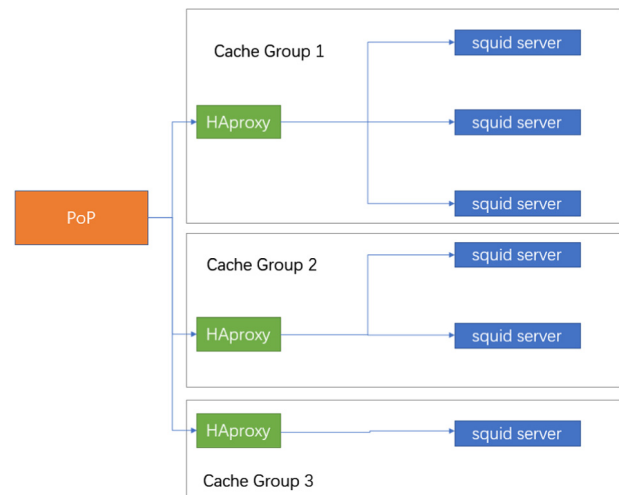 Cache Group 1
squid server
HAproxy
squid server
squid server
PoP
Cache Group 2
squid server
HAproxy
squid server
HAproxy
squid server
Cache Group 3